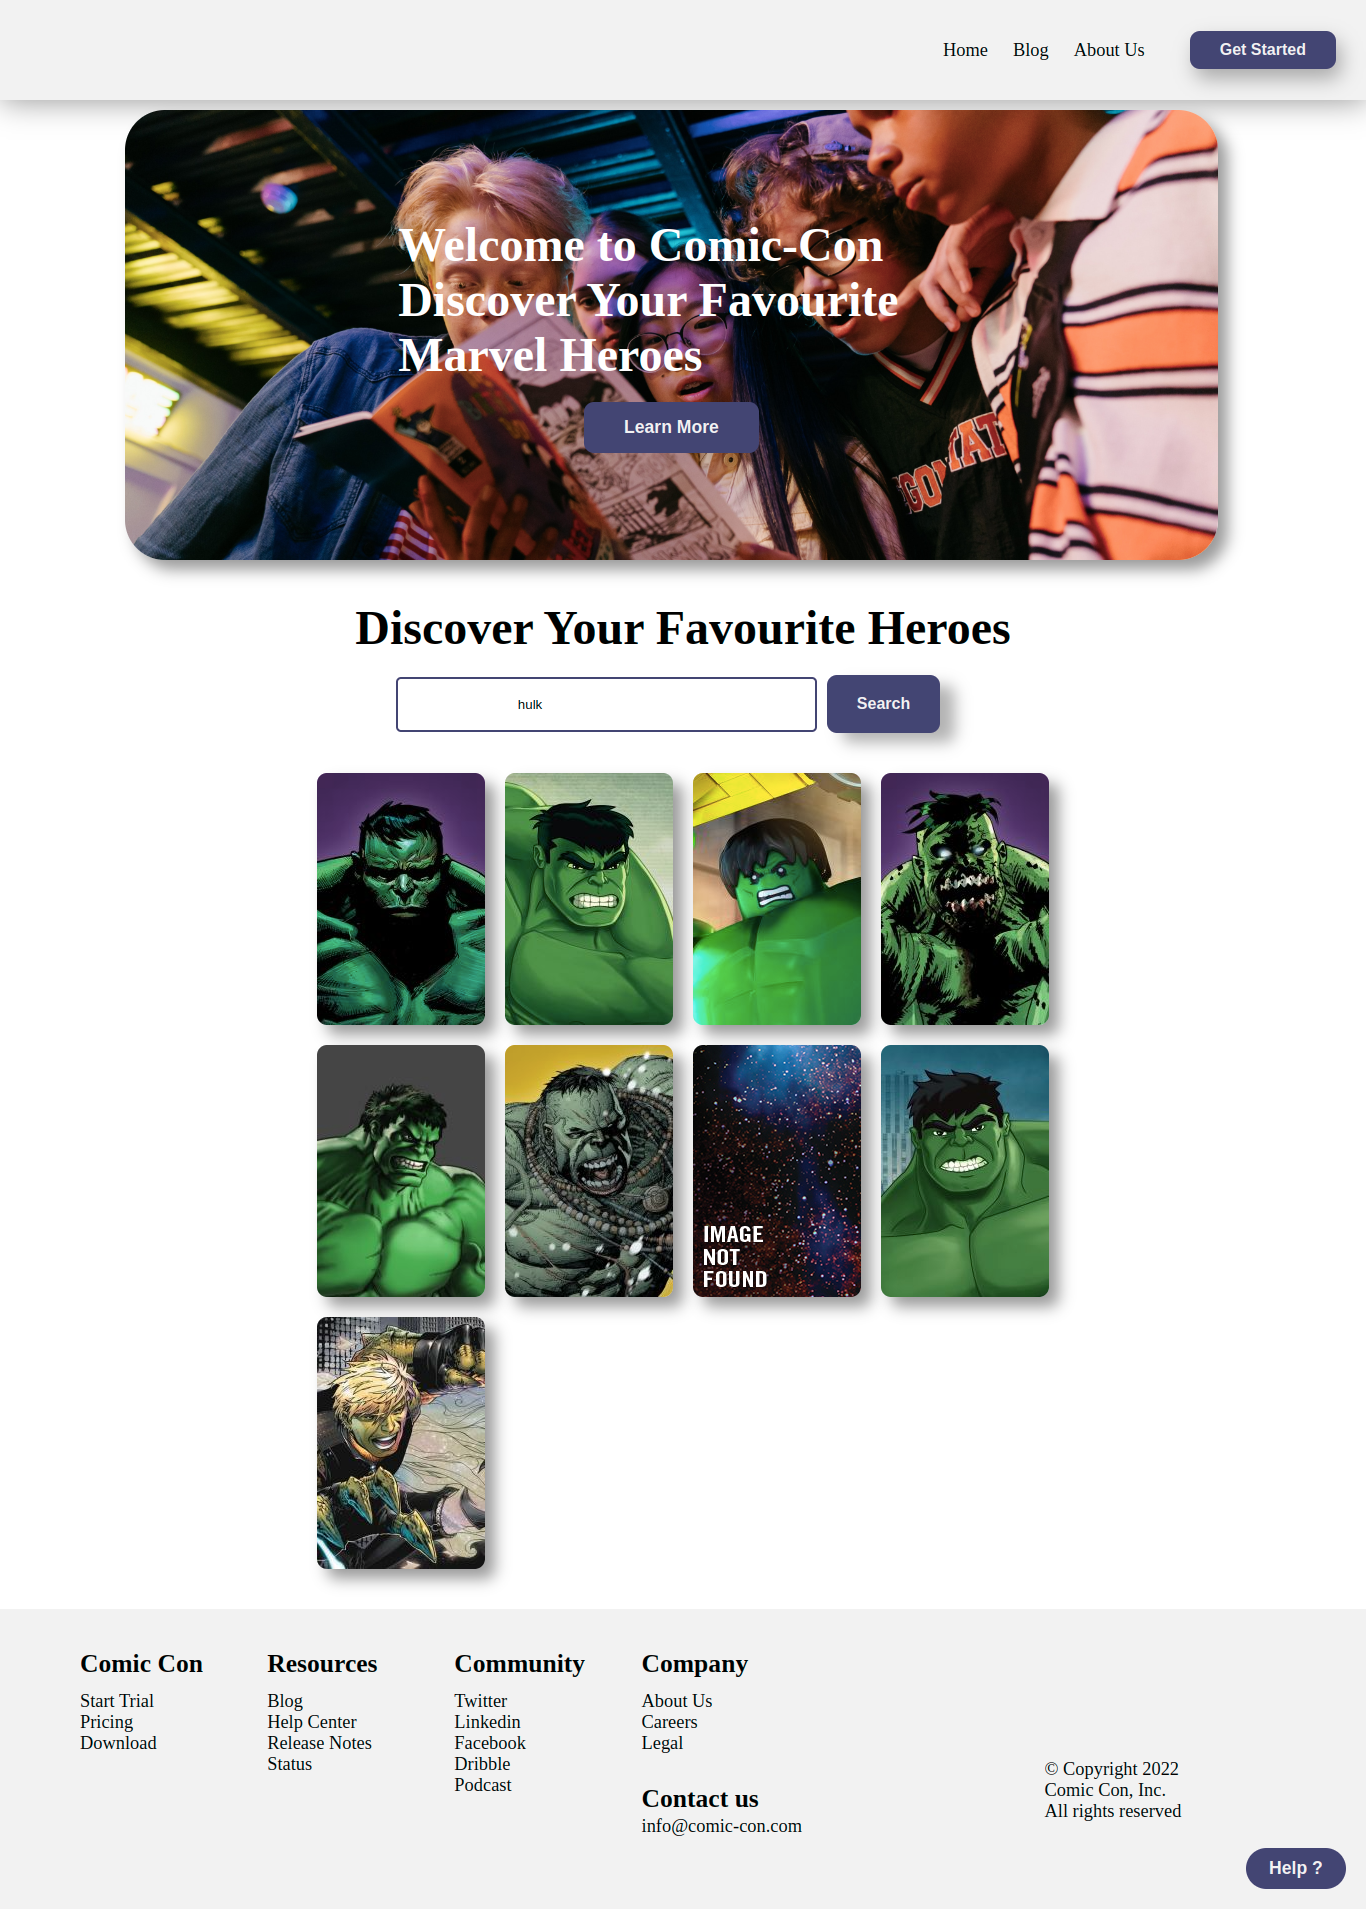 Home Blog About Us Get Started
Welcome to Comic-Con
Discover Your Favourite
Marvel Heroes
Learn More
GOATAT
Discover Your Favourite Heroes
hulk Search
IMAGE
NOT
FOUND
Comic Con
Start Trial
Pricing
Download
Resources
Blog
Help Center
Release Notes
Status
Community
Twitter
Linkedin
Facebook
Dribble
Podcast
Company
About Us
Careers
Legal
Contact us
info@comic-con.com
© Copyright 2022
Comic Con, Inc.
All rights reserved
Help ?